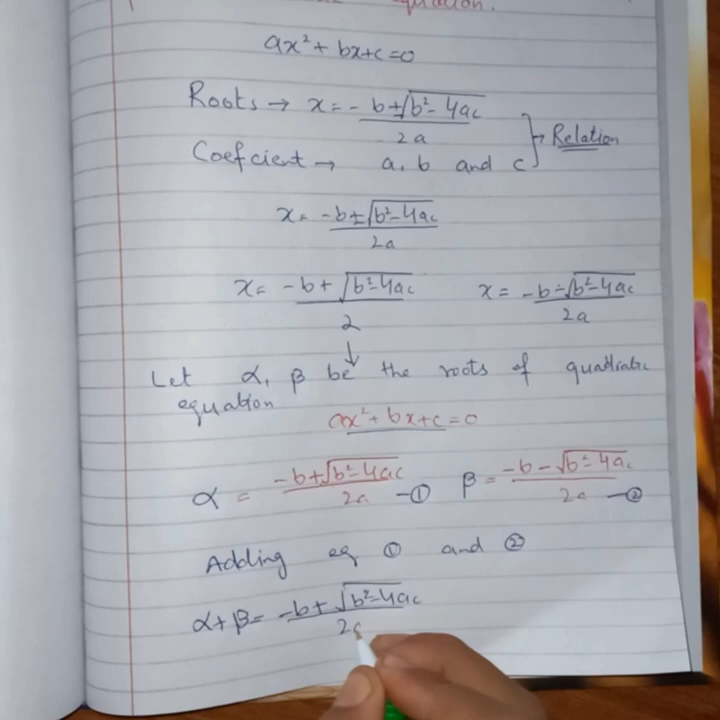 equation.
ax² + bx + c = 0
Roots → x = -b ± √b² - 4ac / 2a
Coefcient → a, b and c } → Relation
x = -b ± √b² - 4ac / 2a
x = -b + √b² - 4ac / 2    x = -b - √b² - 4ac / 2a
↓
Let α, β be the roots of quadratic
equation
ax² + bx + c = 0
α = -b + √b² - 4ac / 2a —① β = -b - √b² - 4ac / 2a —②
Adding eq ① and ②
α + β = -b + √b² - 4ac / 2a